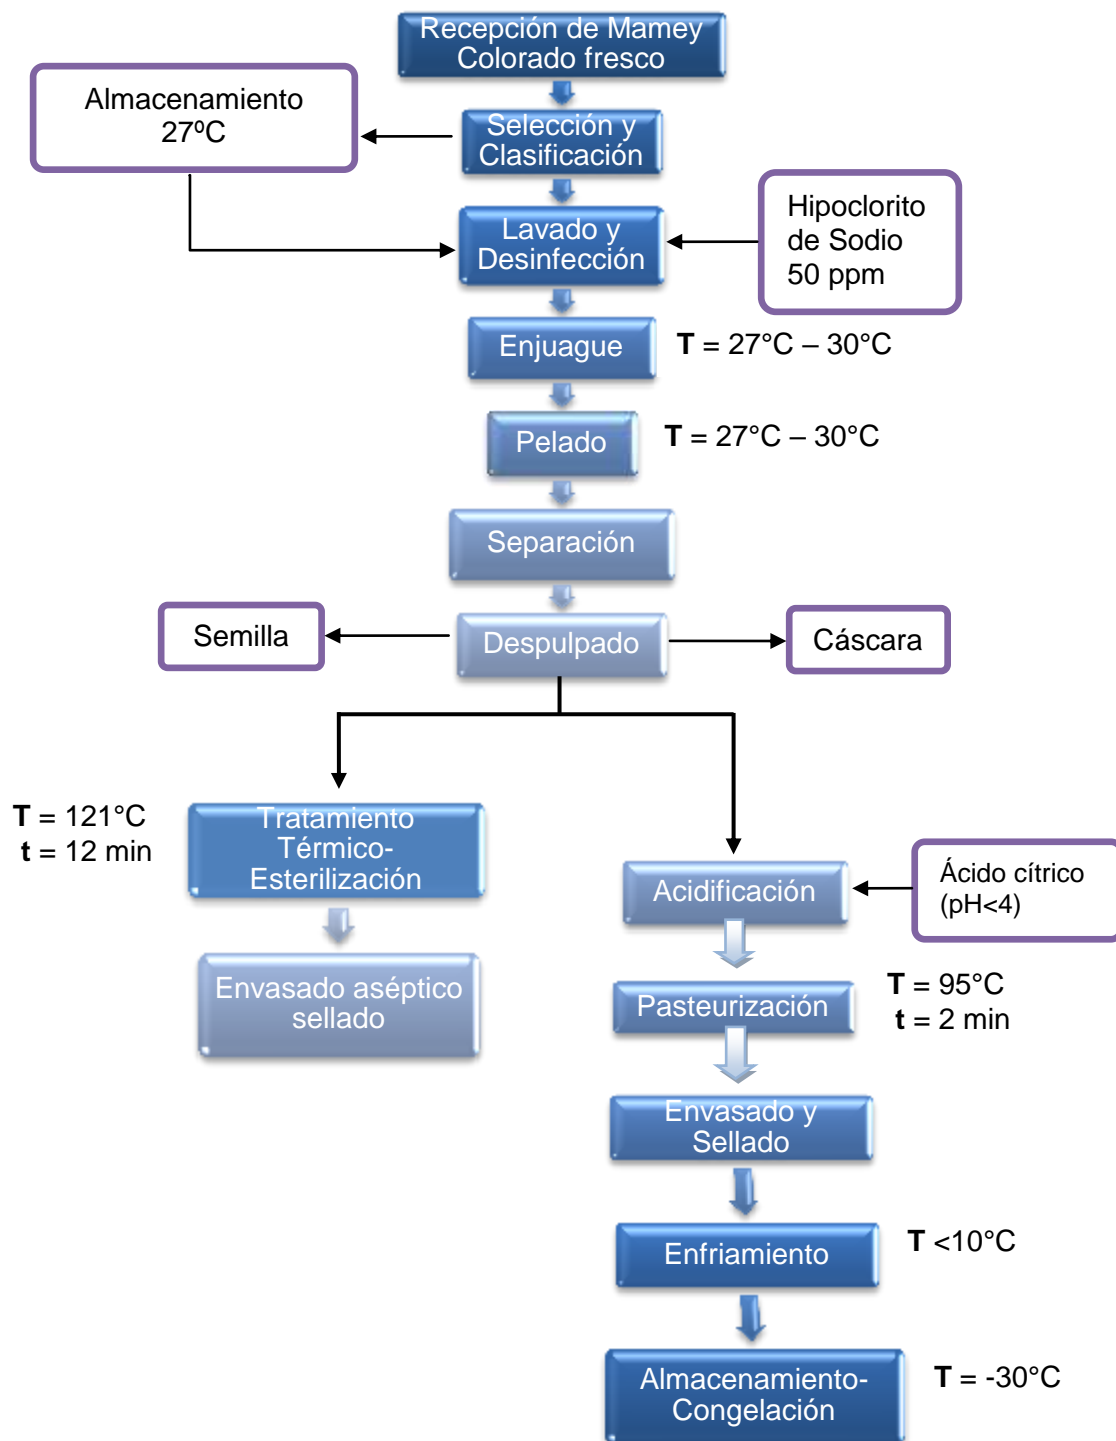 Recepción de Mamey
Colorado fresco
Almacenamiento
27ºC
Selección y
Clasificación
Lavado y
Desinfección
Hipoclorito
de Sodio
50 ppm
Enjuague
T = 27°C – 30°C
Pelado
T = 27°C – 30°C
Separación
Semilla
Despulpado
Cáscara
T = 121°C
t = 12 min
Tratamiento
Térmico-
Esterilización
Envasado aséptico
sellado
Acidificación
Ácido cítrico
(pH<4)
Pasteurización
T = 95°C
t = 2 min
Envasado y
Sellado
Enfriamiento
T <10°C
Almacenamiento-
Congelación
T = -30°C